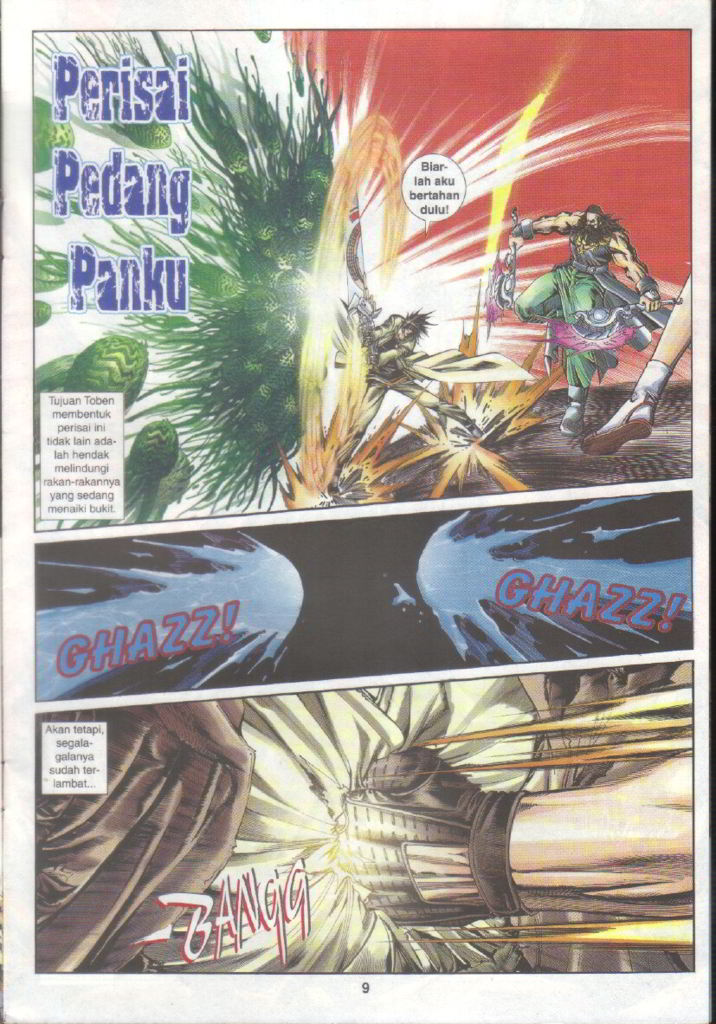 Perisai
Pedang
Panku
Biar-
lah aku
bertahan
dulu!
Tujuan Toben
membentuk
perisai ini
tidak lain ada-
lah hendak
melindungi
rakan-rakannya
yang sedang
menaiki bukit.
GHAZZ!
GHAZZ!
Akan tetapi,
segala-
galanya
sudah ter-
lambat...
BANGG
9